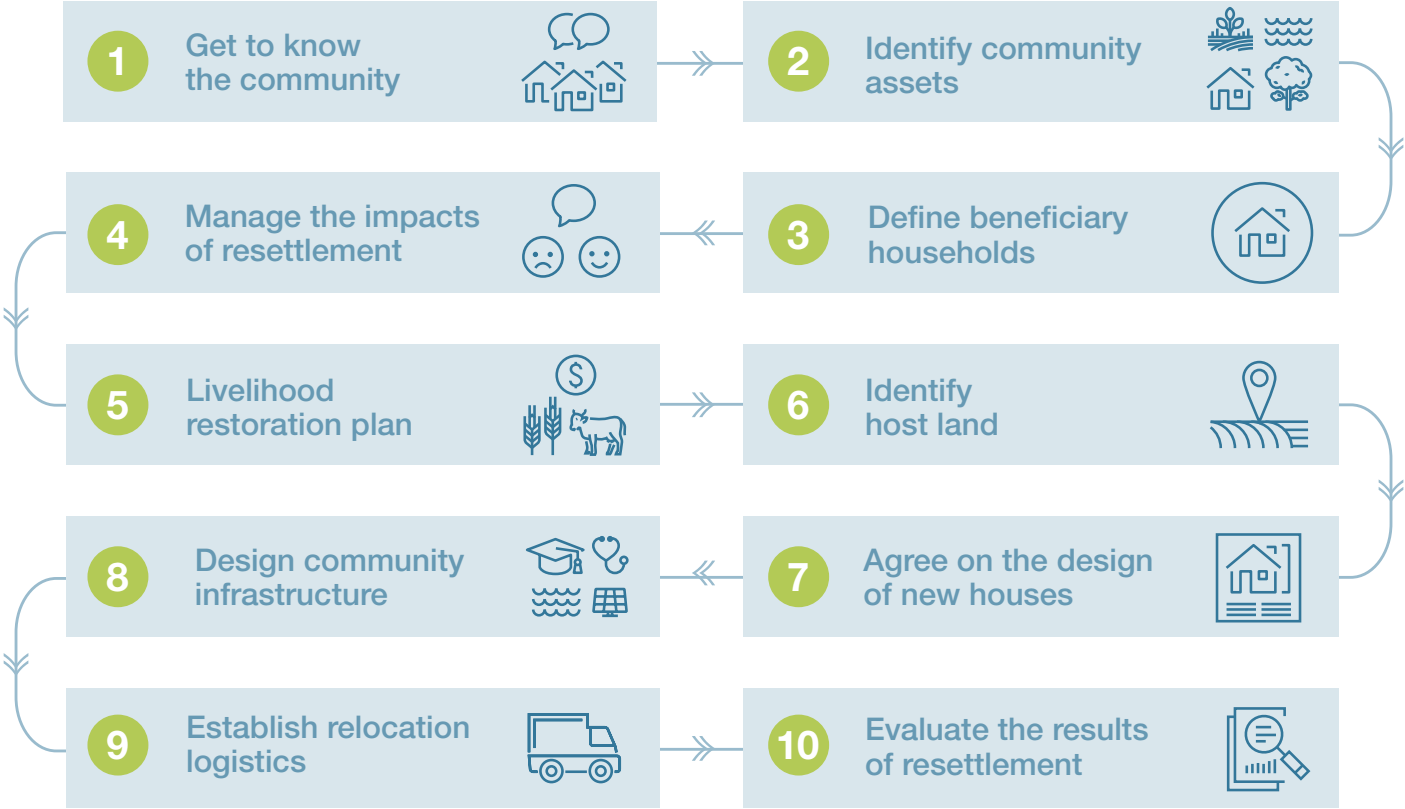 1
Get to know
the community
2
Identify community
assets
3
Define beneficiary
households
4
Manage the impacts
of resettlement
5
Livelihood
restoration plan
$
6
Identify
host land
7
Agree on the design
of new houses
8
Design community
infrastructure
9
Establish relocation
logistics
10
Evaluate the results
of resettlement